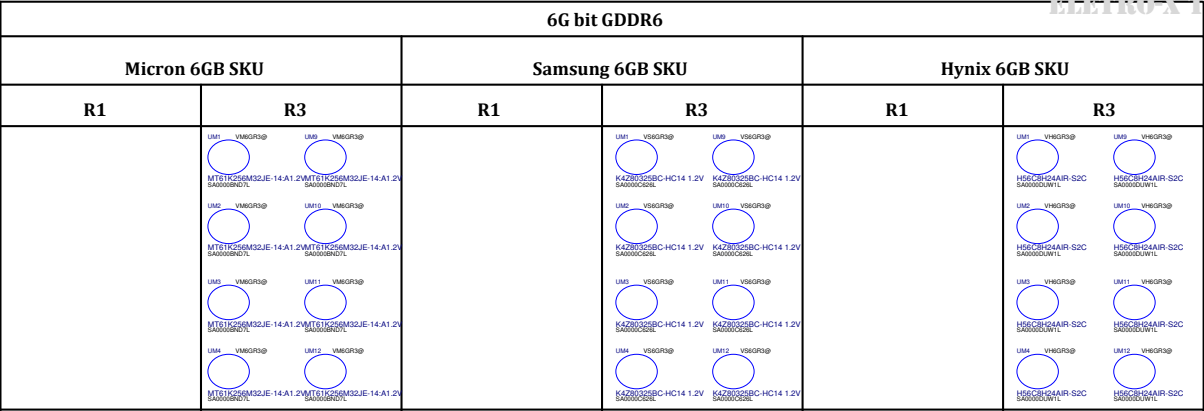 ELETRO-X T
6G bit GDDR6
Micron 6GB SKU Samsung 6GB SKU Hynix 6GB SKU
R1 R3 R1 R3 R1 R3
UM1 VM6GR3@ UM9 VM6GR3@ UM1 VS6GR3@ UM9 VS6GR3@ UM1 VH6GR3@ UM9 VH6GR3@
MT61K256M32JE-14:A1.2V MT61K256M32JE-14:A1.2V K4Z80325BC-HC14 1.2V K4Z80325BC-HC14 1.2V H56C8H24AIR-S2C H56C8H24AIR-S2C
SA0000BND7L SA0000BND7L SA0000C626L SA0000C626L SA0000DUW1L SA0000DUW1L
UM2 VM6GR3@ UM10 VM6GR3@ UM2 VS6GR3@ UM10 VS6GR3@ UM2 VH6GR3@ UM10 VH6GR3@
MT61K256M32JE-14:A1.2V MT61K256M32JE-14:A1.2V K4Z80325BC-HC14 1.2V K4Z80325BC-HC14 1.2V H56C8H24AIR-S2C H56C8H24AIR-S2C
SA0000BND7L SA0000BND7L SA0000C626L SA0000C626L SA0000DUW1L SA0000DUW1L
UM3 VM6GR3@ UM11 VM6GR3@ UM3 VS6GR3@ UM11 VS6GR3@ UM3 VH6GR3@ UM11 VH6GR3@
MT61K256M32JE-14:A1.2V MT61K256M32JE-14:A1.2V K4Z80325BC-HC14 1.2V K4Z80325BC-HC14 1.2V H56C8H24AIR-S2C H56C8H24AIR-S2C
SA0000BND7L SA0000BND7L SA0000C626L SA0000C626L SA0000DUW1L SA0000DUW1L
UM4 VM6GR3@ UM12 VM6GR3@ UM4 VS6GR3@ UM12 VS6GR3@ UM4 VH6GR3@ UM12 VH6GR3@
MT61K256M32JE-14:A1.2V MT61K256M32JE-14:A1.2V K4Z80325BC-HC14 1.2V K4Z80325BC-HC14 1.2V H56C8H24AIR-S2C H56C8H24AIR-S2C
SA0000BND7L SA0000BND7L SA0000C626L SA0000C626L SA0000DUW1L SA0000DUW1L